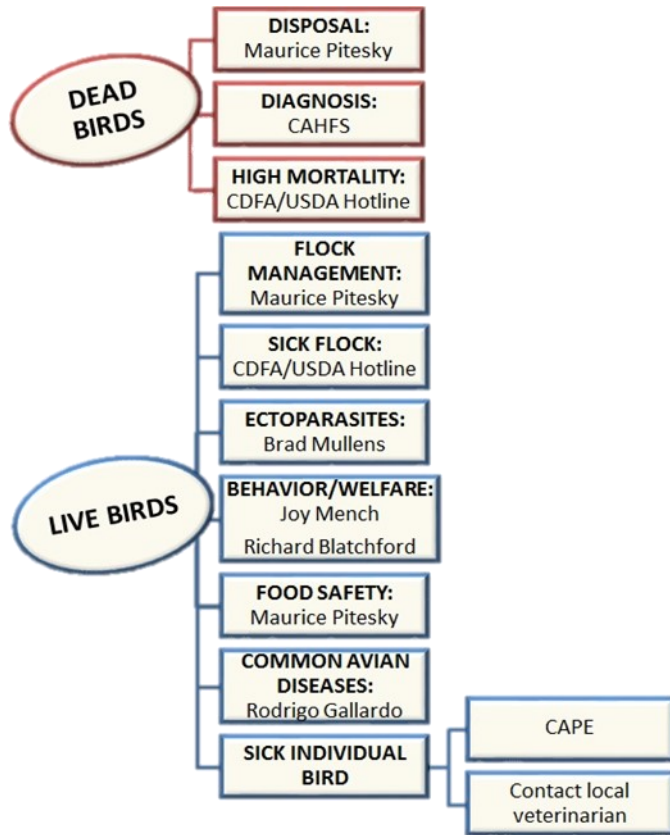 DEAD
BIRDS
DISPOSAL:
Maurice Pitesky
DIAGNOSIS:
CAHFS
HIGH MORTALITY:
CDFA/USDA Hotline
LIVE BIRDS
FLOCK
MANAGEMENT:
Maurice Pitesky
SICK FLOCK:
CDFA/USDA Hotline
ECTOPARASITES:
Brad Mullens
BEHAVIOR/WELFARE:
Joy Mench
Richard Blatchford
FOOD SAFETY:
Maurice Pitesky
COMMON AVIAN
DISEASES:
Rodrigo Gallardo
SICK INDIVIDUAL
BIRD
CAPE
Contact local
veterinarian